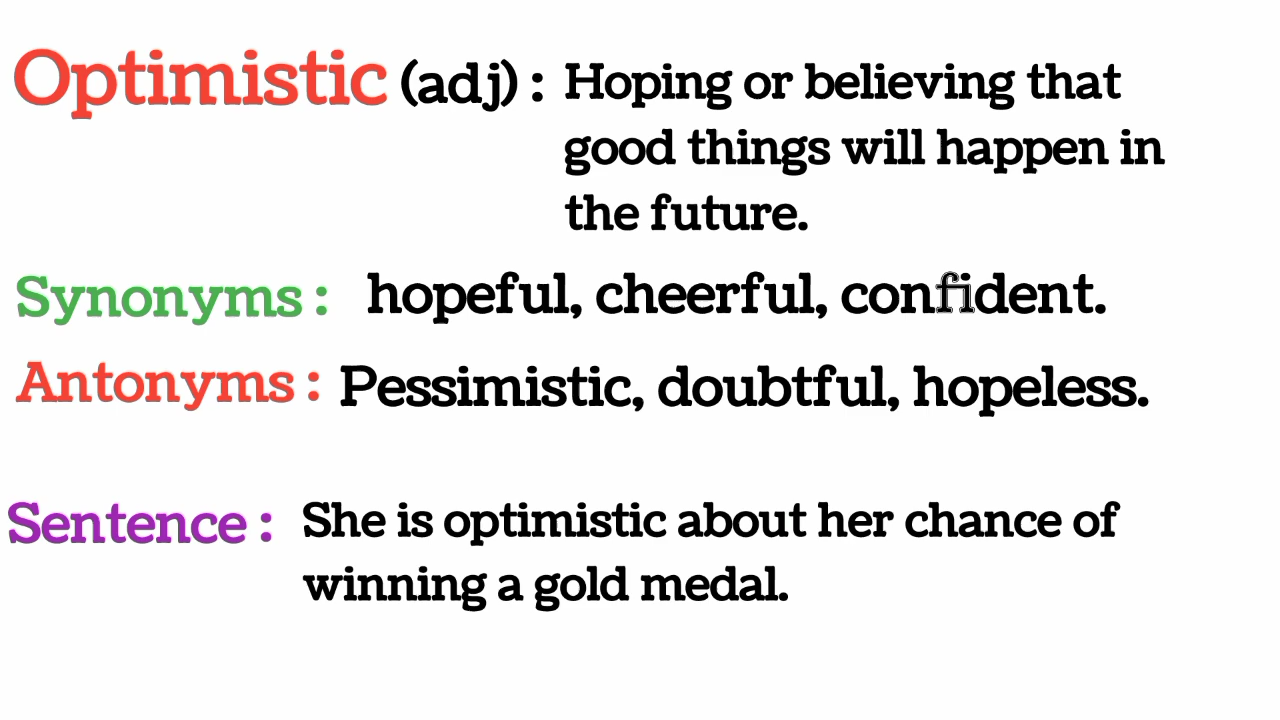 Optimistic (adj) : Hoping or believing that
good things will happen in
the future.
Synonyms : hopeful, cheerful, confident.
Antonyms : Pessimistic, doubtful, hopeless.
Sentence : She is optimistic about her chance of
winning a gold medal.